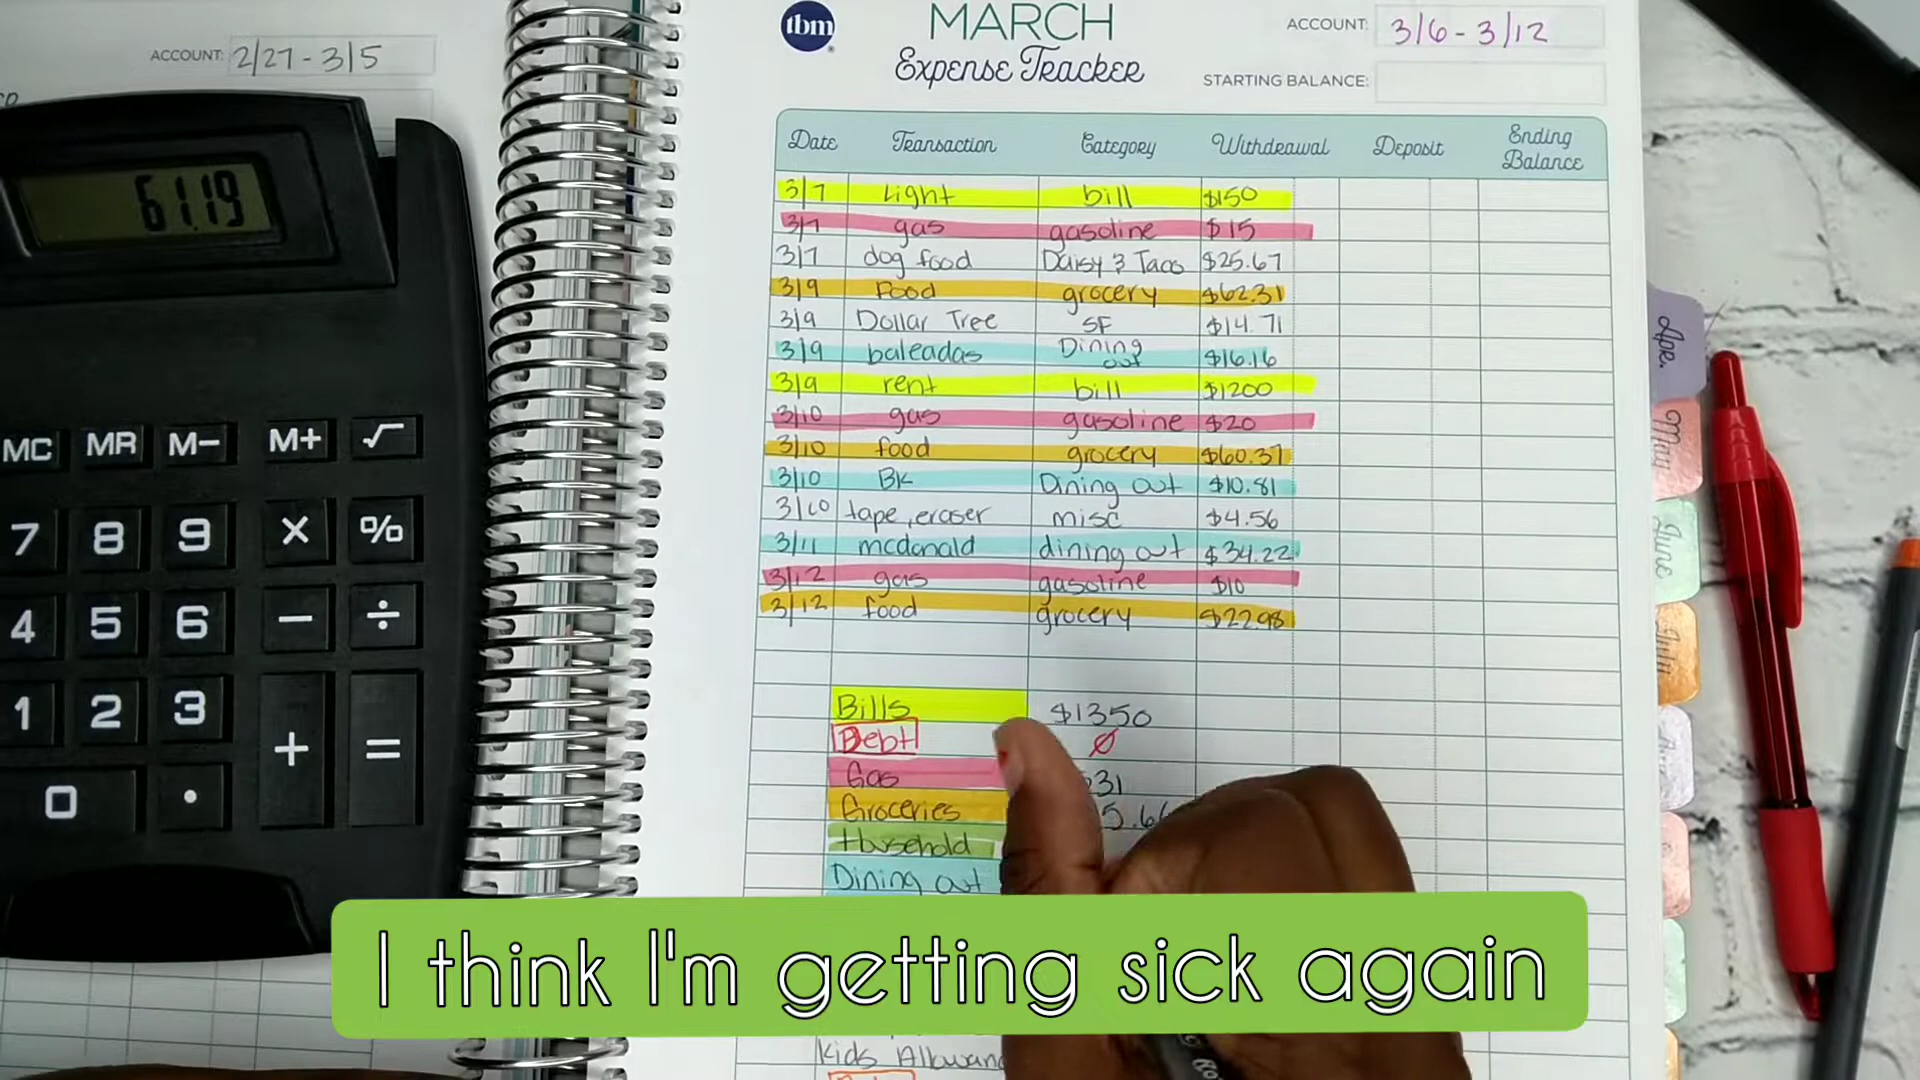 ACCOUNT: 2/27-3/5
61.19
MC MR M- M+ √
7 8 9 X %
4 5 6 − ÷
1 2 3 + =
0 .
tbm
MARCH
Expense Tracker
ACCOUNT: 3/6-3/12
STARTING BALANCE:
Date Transaction Category Withdrawal Deposit Ending Balance
3/7 light bill $150
3/7 gas gasoline $15
3/7 dog food Daisy & Taco $25.67
3/9 Food grocery $62.31
3/9 Dollar Tree SF $14.71
3/9 baleadas Dining out $16.16
3/9 rent bill $1200
3/10 gas gasoline $20
3/10 food grocery $60.37
3/10 BK Dining out $10.81
3/10 tape, eraser misc $4.56
3/11 mcdonald dining out $34.22
3/12 gas gasoline $10
3/12 food grocery $22.98
Bills $1350
Debt Ø
Gas 31
Groceries 5.66
Household
Dining out
Kids Allowanc
Apr.
May
June
July
I think I'm getting sick again